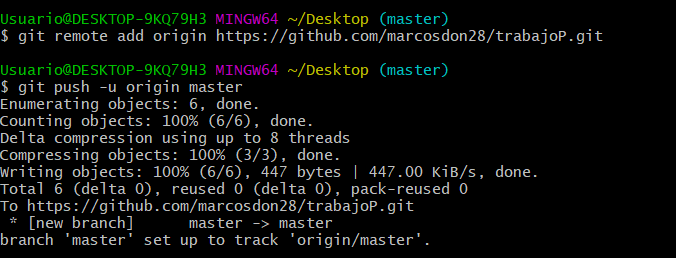 Usuario@DESKTOP-9KQ79H3 MINGW64 ~/Desktop (master)
$ git remote add origin https://github.com/marcosdon28/trabajoP.git
Usuario@DESKTOP-9KQ79H3 MINGW64 ~/Desktop (master)
$ git push -u origin master
Enumerating objects: 6, done.
Counting objects: 100% (6/6), done.
Delta compression using up to 8 threads
Compressing objects: 100% (3/3), done.
Writing objects: 100% (6/6), 447 bytes | 447.00 KiB/s, done.
Total 6 (delta 0), reused 0 (delta 0), pack-reused 0
To https://github.com/marcosdon28/trabajoP.git
 * [new branch]      master -> master
branch 'master' set up to track 'origin/master'.